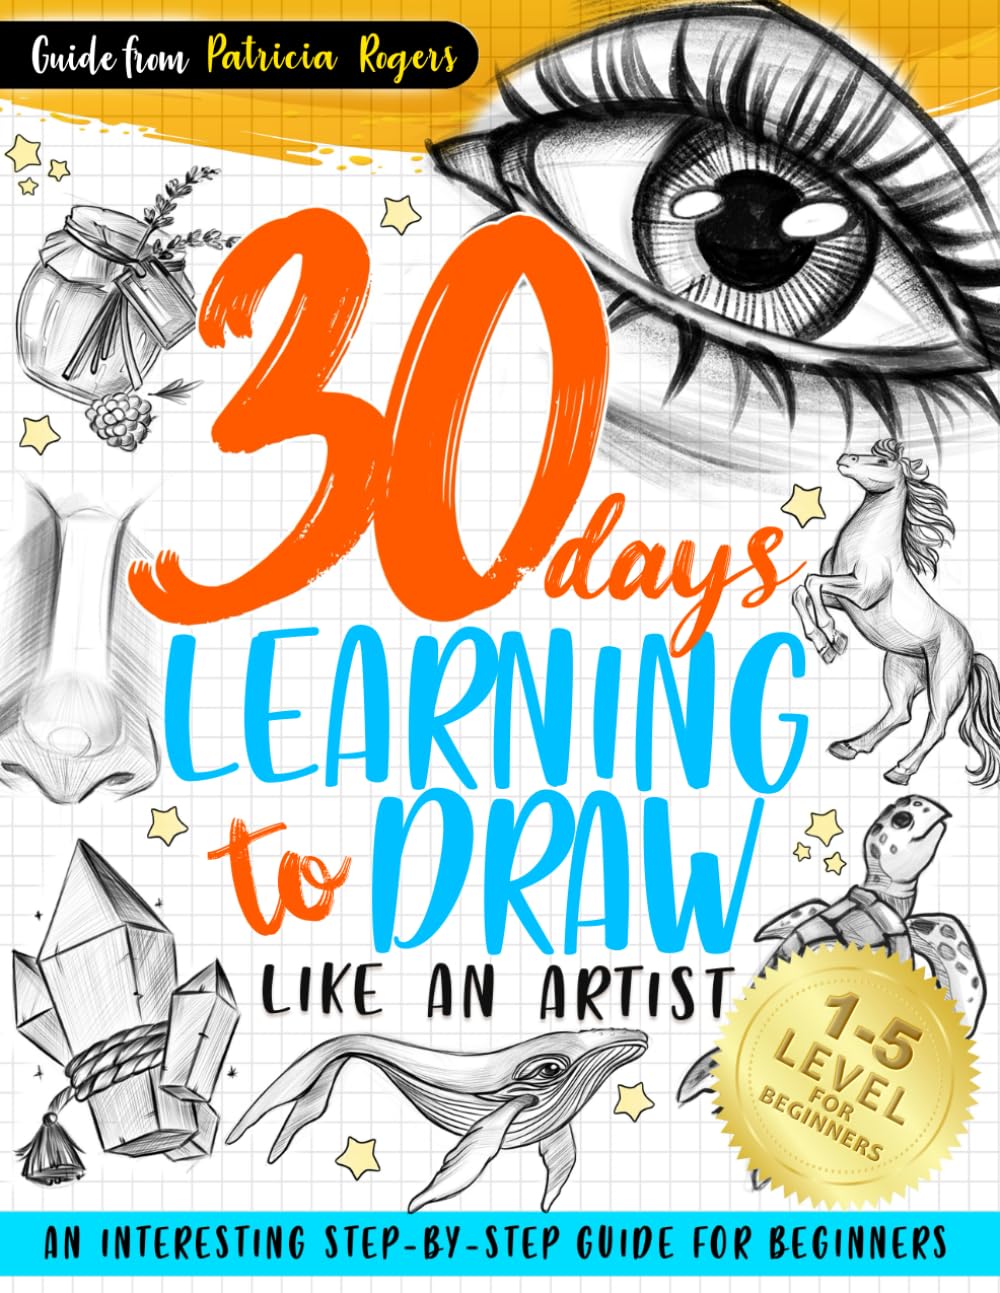 Guide from Patricia Rogers
30 days
LEARNING
to DRAW
LIKE AN ARTIST
1-5
LEVEL
FOR
BEGINNERS
AN INTERESTING STEP-BY-STEP GUIDE FOR BEGINNERS